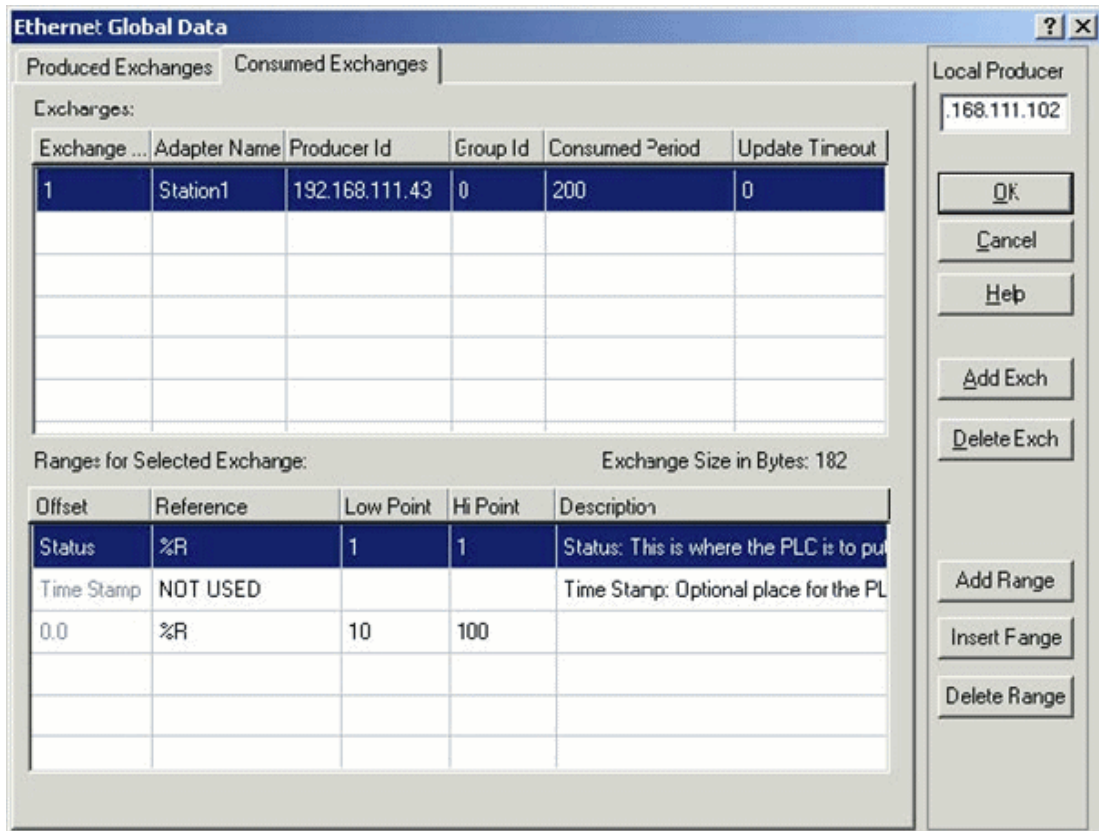 Ethernet Global Data
Produced Exchanges Consumed Exchanges
Local Producer
.168.111.102
Exchanges:
Exchange ... Adapter Name Producer Id Group Id Consumed Period Update Timeout
1 Station1 192.168.111.43 0 200 0
OK
Cancel
Help
Add Exch
Delete Exch
Ranges for Selected Exchange: Exchange Size in Bytes: 182
Offset Reference Low Point Hi Point Description
Status %R 1 1 Status: This is where the PLC is to put
Time Stamp NOT USED Time Stamp: Optional place for the PL
0.0 %R 10 100
Add Range
Insert Range
Delete Range